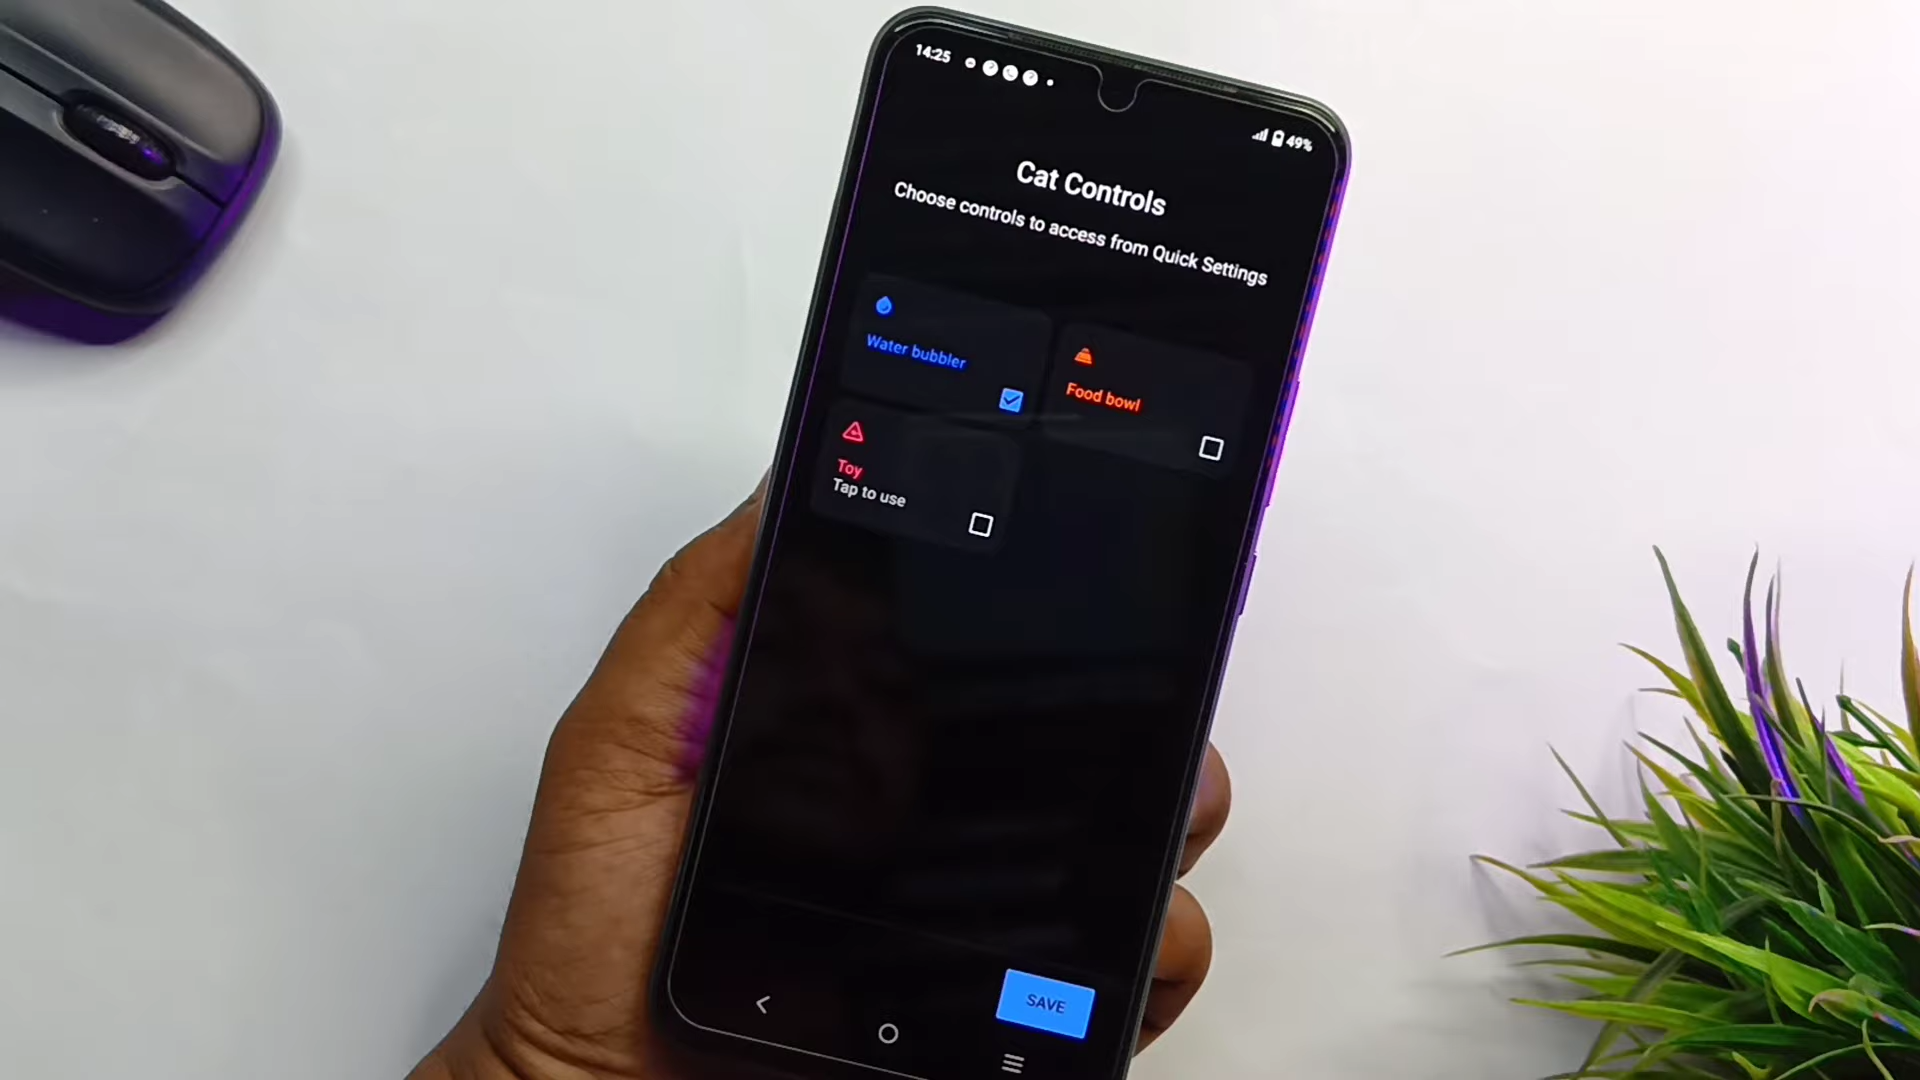 14:25
49%
Cat Controls
Choose controls to access from Quick Settings
Water bubbler
Food bowl
Toy
Tap to use
SAVE